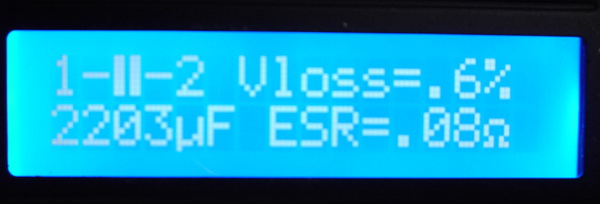 1-||-2 Vloss=.6%
2203µF ESR=.08Ω